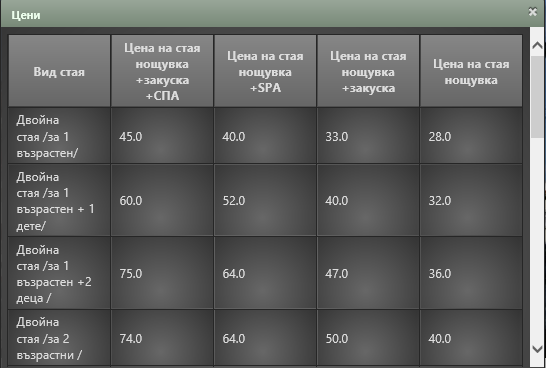 Цени
Вид стая
Цена на стая
нощувка
+закуска
+СПА
Цена на стая
нощувка
+SPA
Цена на стая
нощувка
+закуска
Цена на стая
нощувка
Двойна
стая /за 1
възрастен/
45.0
40.0
33.0
28.0
Двойна
стая /за 1
възрастен + 1
дете/
60.0
52.0
40.0
32.0
Двойна
стая /за 1
възрастен +2
деца /
75.0
64.0
47.0
36.0
Двойна
стая /за 2
възрастни /
74.0
64.0
50.0
40.0